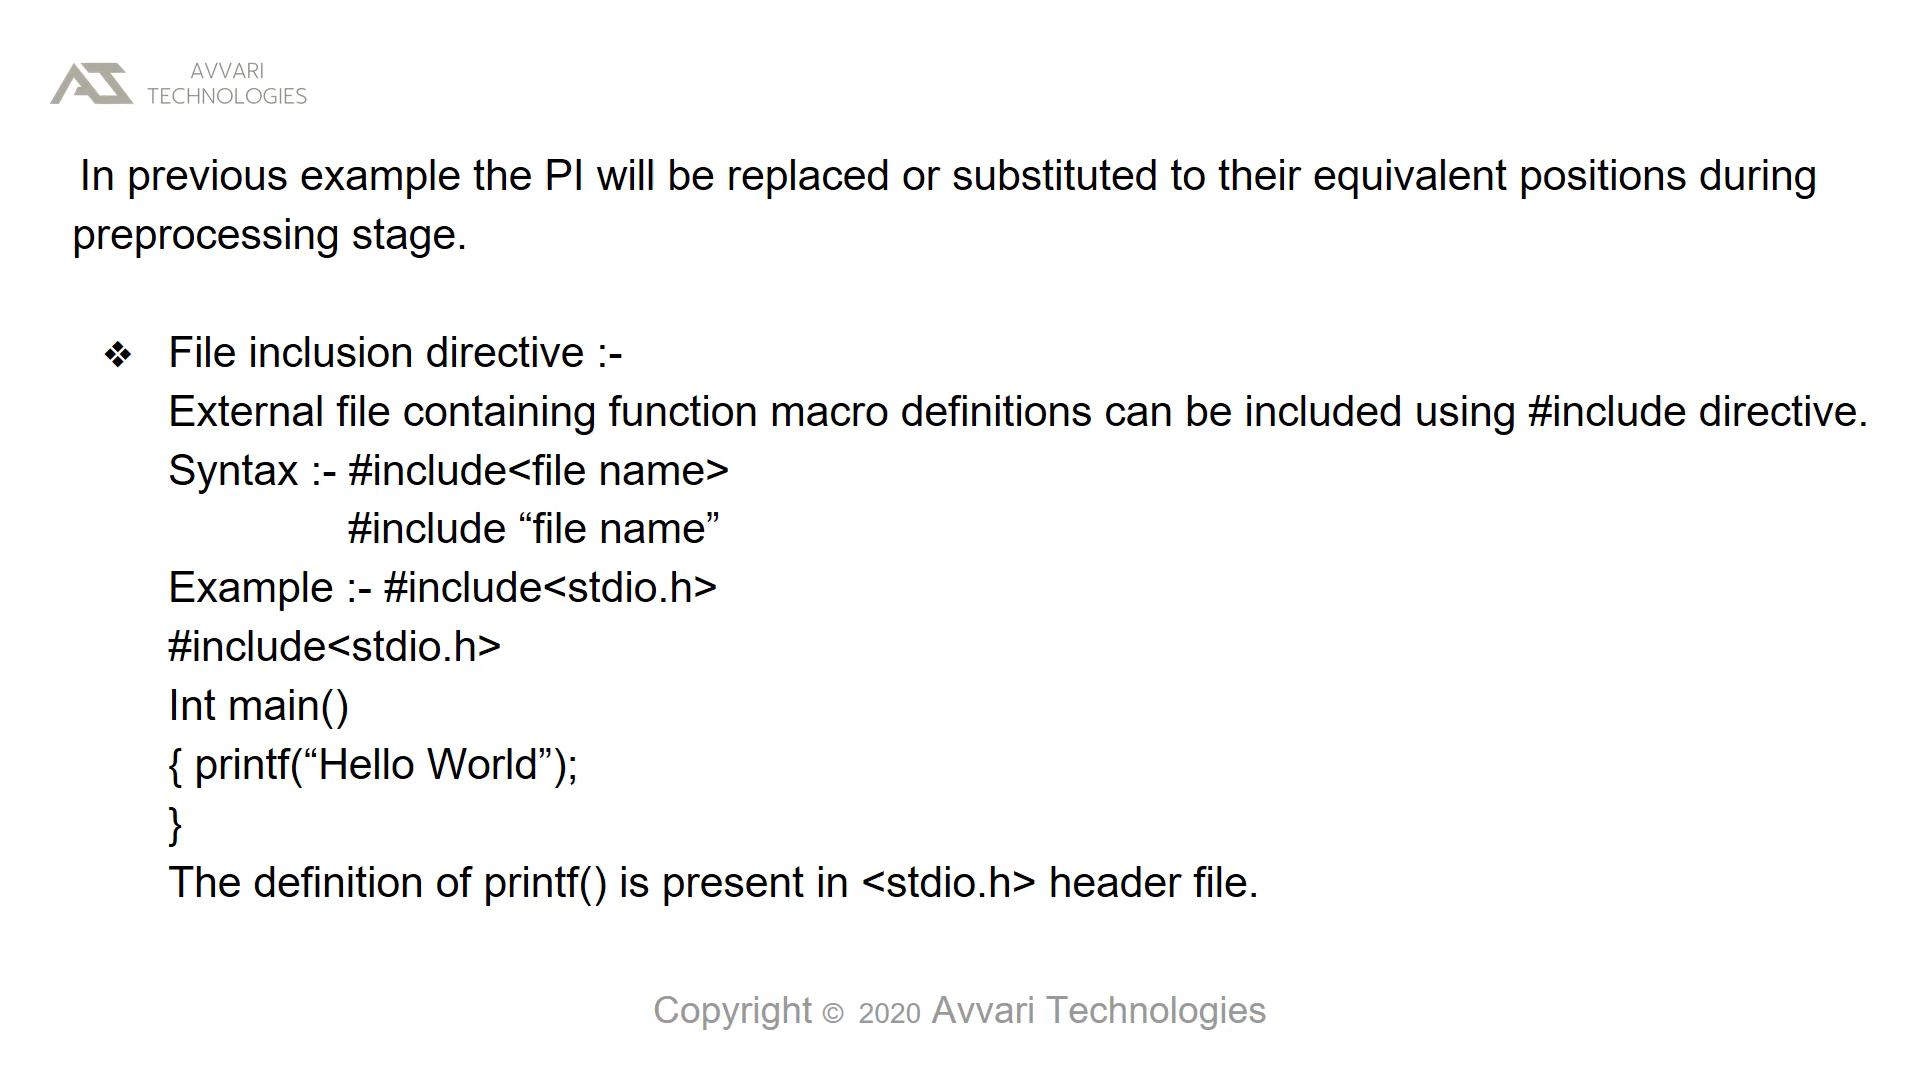 AVVARI
TECHNOLOGIES
In previous example the PI will be replaced or substituted to their equivalent positions during
preprocessing stage.
❖ File inclusion directive :-
External file containing function macro definitions can be included using #include directive.
Syntax :- #include<file name>
#include “file name”
Example :- #include<stdio.h>
#include<stdio.h>
Int main()
{ printf(“Hello World”);
}
The definition of printf() is present in <stdio.h> header file.
Copyright © 2020 Avvari Technologies